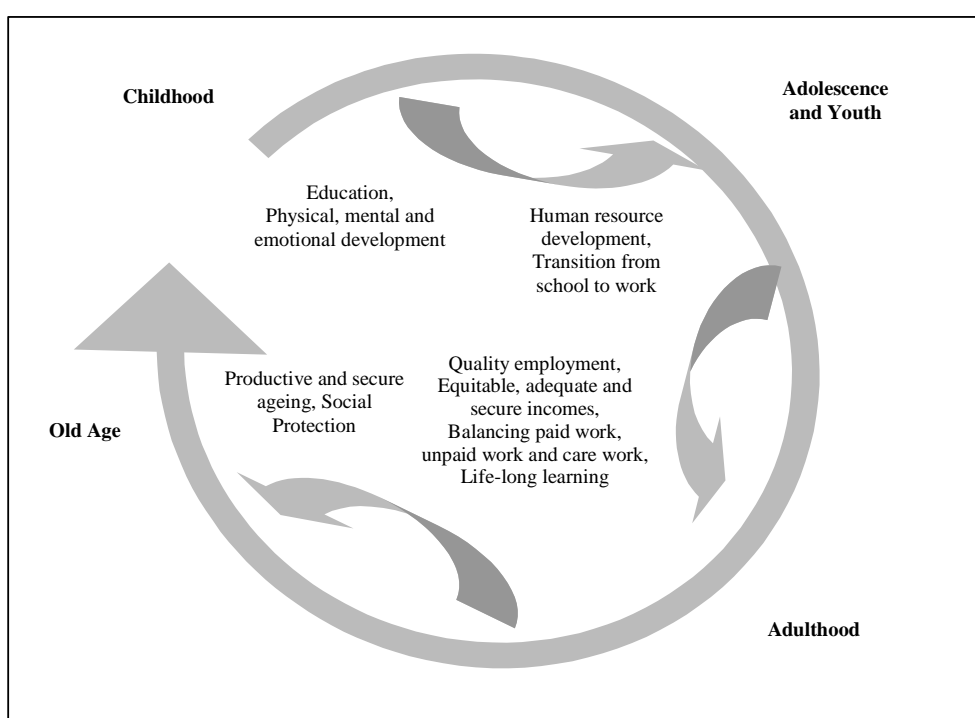 Childhood
Adolescence
and Youth
Education,
Physical, mental and
emotional development
Human resource
development,
Transition from
school to work
Quality employment,
Equitable, adequate and
secure incomes,
Balancing paid work,
unpaid work and care work,
Life-long learning
Productive and secure
ageing, Social
Protection
Old Age
Adulthood